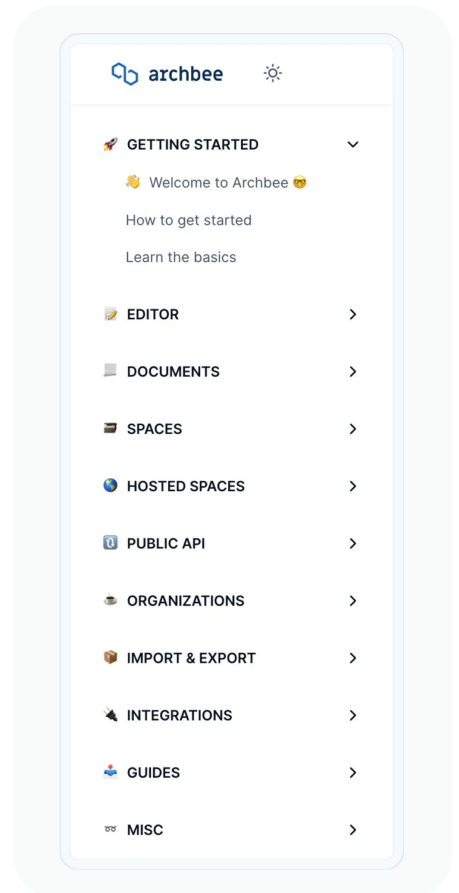 archbee
🚀 GETTING STARTED
👋 Welcome to Archbee 🤓
How to get started
Learn the basics
📝 EDITOR
DOCUMENTS
SPACES
🌎 HOSTED SPACES
🔃 PUBLIC API
☕ ORGANIZATIONS
📦 IMPORT & EXPORT
🔌 INTEGRATIONS
📥 GUIDES
➿ MISC